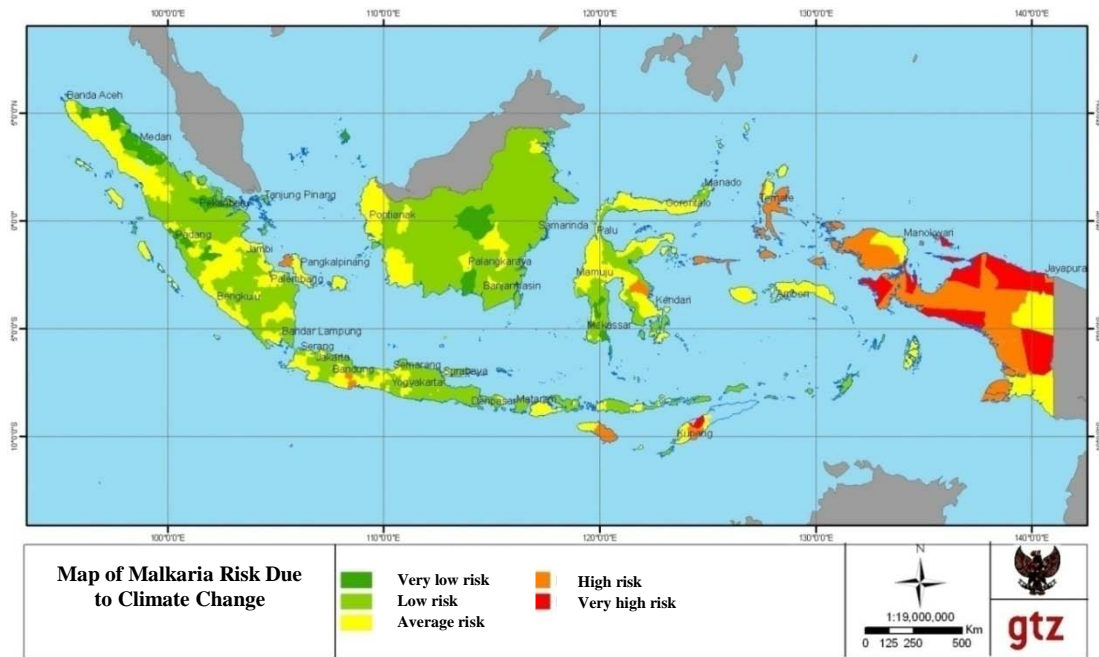 100°0'0"E 110°0'0"E 120°0'0"E 130°0'0"E 140°0'0"E
Banda Aceh
Medan
Pekanbaru
Tanjung Pinang
Padang
Jambi
Pangkalpinang
Palembang
Bengkulu
Bandar Lampung
Serang
Jakarta
Bandung
Semarang
Yogyakarta
Surabaya
Denpasar
Mataram
Kupang
Pontianak
Samarinda
Palangkaraya
Banjarmasin
Manado
Gorontalo
Palu
Mamuju
Kendari
Makassar
Ternate
Ambon
Manokwari
Jayapura
100°0'0"E 110°0'0"E 120°0'0"E 130°0'0"E 140°0'0"E
Map of Malkaria Risk Due
to Climate Change
Very low risk
Low risk
Average risk
High risk
Very high risk
N
1:19,000,000
Km
0 125 250 500
gtz